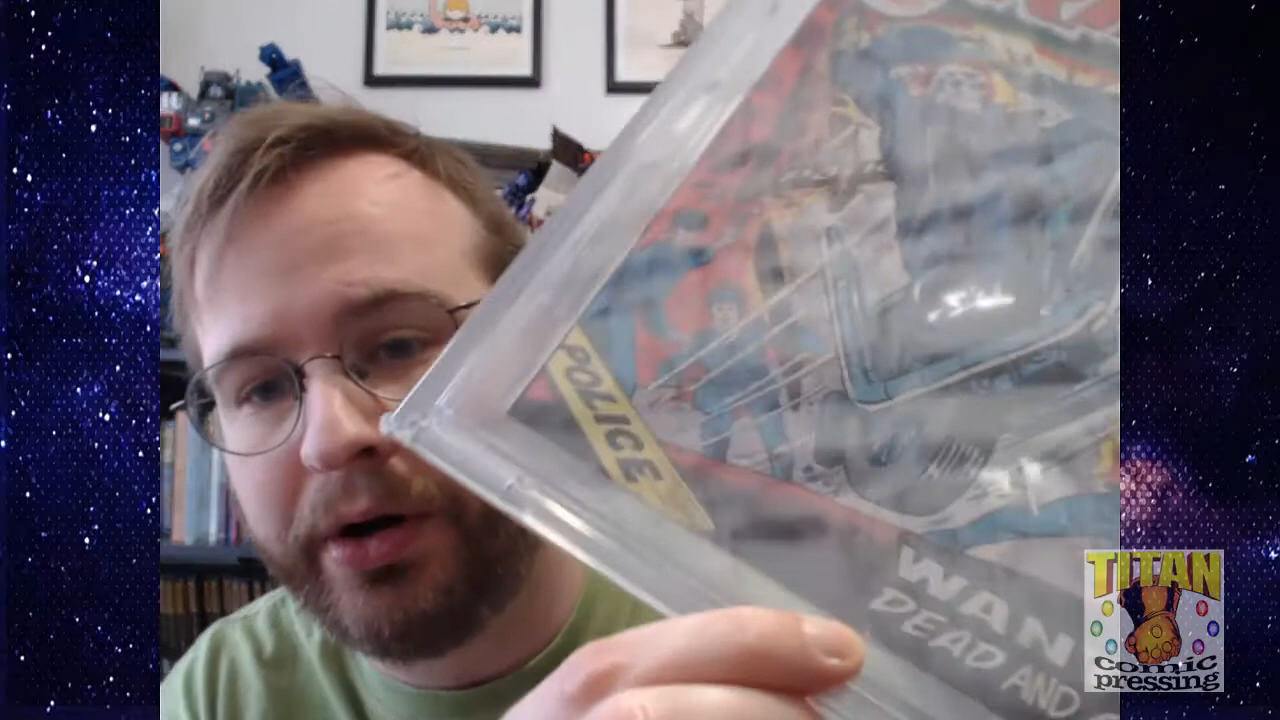 POLICE
WAN
DEAD AND
TITAN
comic
pressing